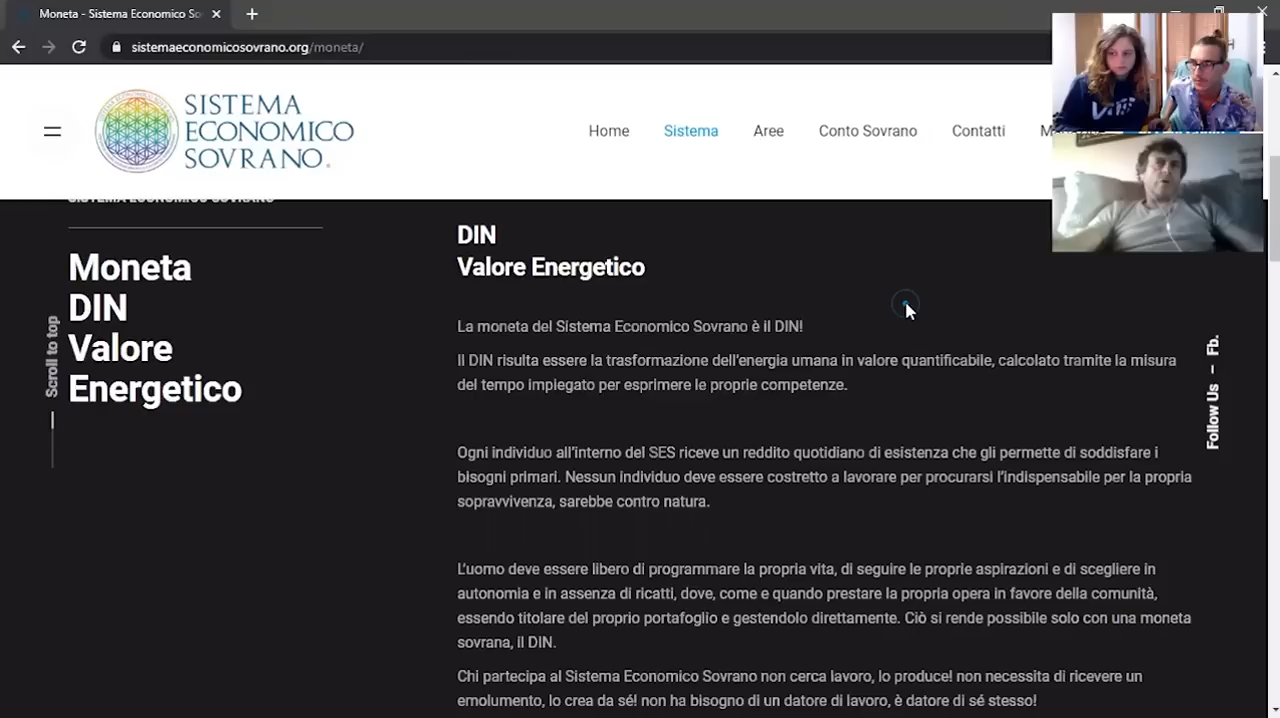 Moneta - Sistema Economico So
sistemaeconomicosovrano.org/moneta/
SISTEMA
ECONOMICO
SOVRANO.
Home
Sistema
Aree
Conto Sovrano
Contatti
SISTEMA ECONOMICO SOVRANO
Moneta
DIN
Valore
Energetico
Scroll to top
DIN
Valore Energetico
La moneta del Sistema Economico Sovrano è il DIN!
Il DIN risulta essere la trasformazione dell'energia umana in valore quantificabile, calcolato tramite la misura
del tempo impiegato per esprimere le proprie competenze.
Ogni individuo all'interno del SES riceve un reddito quotidiano di esistenza che gli permette di soddisfare i
bisogni primari. Nessun individuo deve essere costretto a lavorare per procurarsi l'indispensabile per la propria
sopravvivenza, sarebbe contro natura.
L'uomo deve essere libero di programmare la propria vita, di seguire le proprie aspirazioni e di scegliere in
autonomia e in assenza di ricatti, dove, come e quando prestare la propria opera in favore della comunità,
essendo titolare del proprio portafoglio e gestendolo direttamente. Ciò si rende possibile solo con una moneta
sovrana, il DIN.
Chi partecipa al Sistema Economico Sovrano non cerca lavoro, lo produce! non necessita di ricevere un
emolumento, lo crea da sé! non ha bisogno di un datore di lavoro, è datore di sé stesso!
Follow Us – Fb.